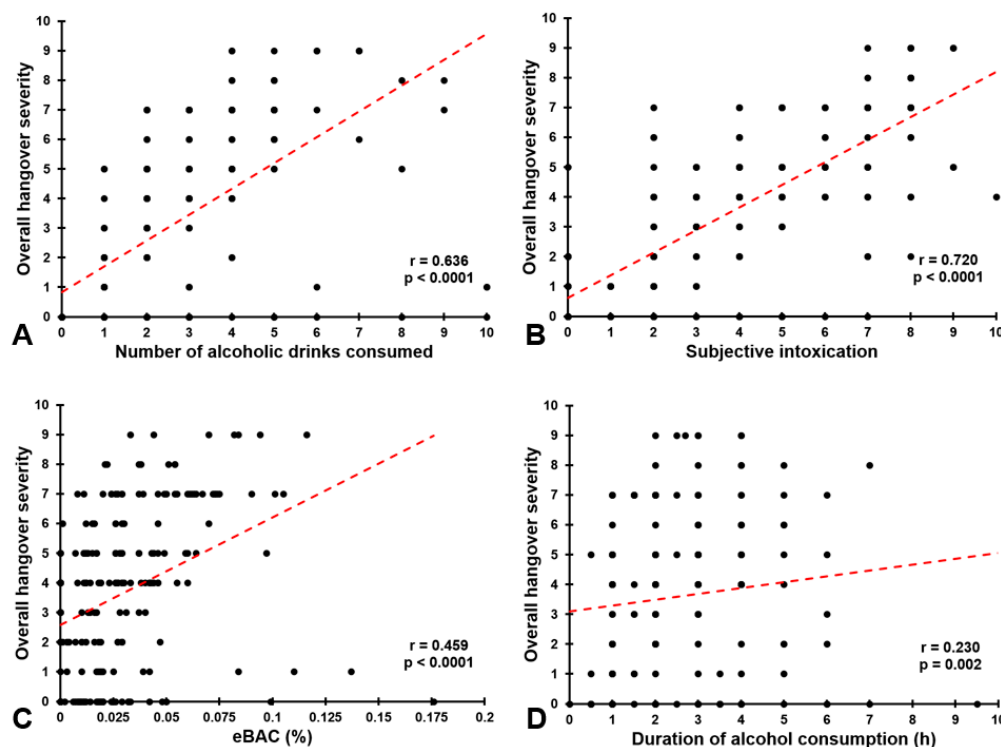 Overall hangover severity
10
9
8
7
6
5
4
3
2
1
0
0 1 2 3 4 5 6 7 8 9 10
Number of alcoholic drinks consumed
r = 0.636
p < 0.0001
A
Overall hangover severity
10
9
8
7
6
5
4
3
2
1
0
0 1 2 3 4 5 6 7 8 9 10
Subjective intoxication
r = 0.720
p < 0.0001
B
Overall hangover severity
10
9
8
7
6
5
4
3
2
1
0
0 0.025 0.05 0.075 0.1 0.125 0.15 0.175 0.2
eBAC (%)
r = 0.459
p < 0.0001
C
Overall hangover severity
10
9
8
7
6
5
4
3
2
1
0
0 1 2 3 4 5 6 7 8 9 10
Duration of alcohol consumption (h)
r = 0.230
p = 0.002
D